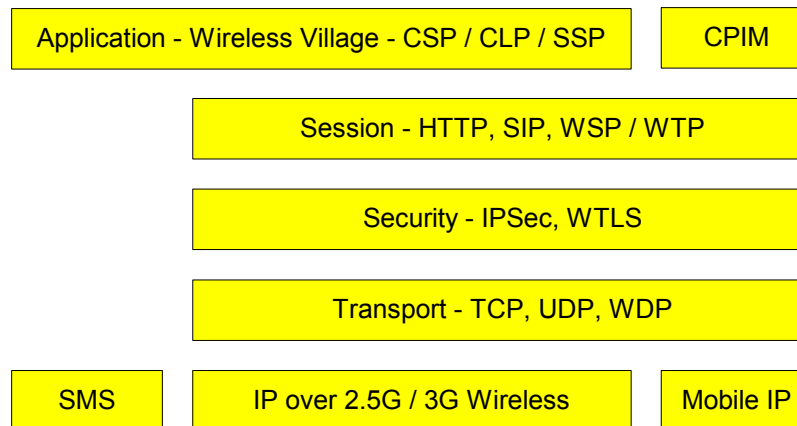 Application - Wireless Village - CSP / CLP / SSP
CPIM
Session - HTTP, SIP, WSP / WTP
Security - IPSec, WTLS
Transport - TCP, UDP, WDP
SMS
IP over 2.5G / 3G Wireless
Mobile IP